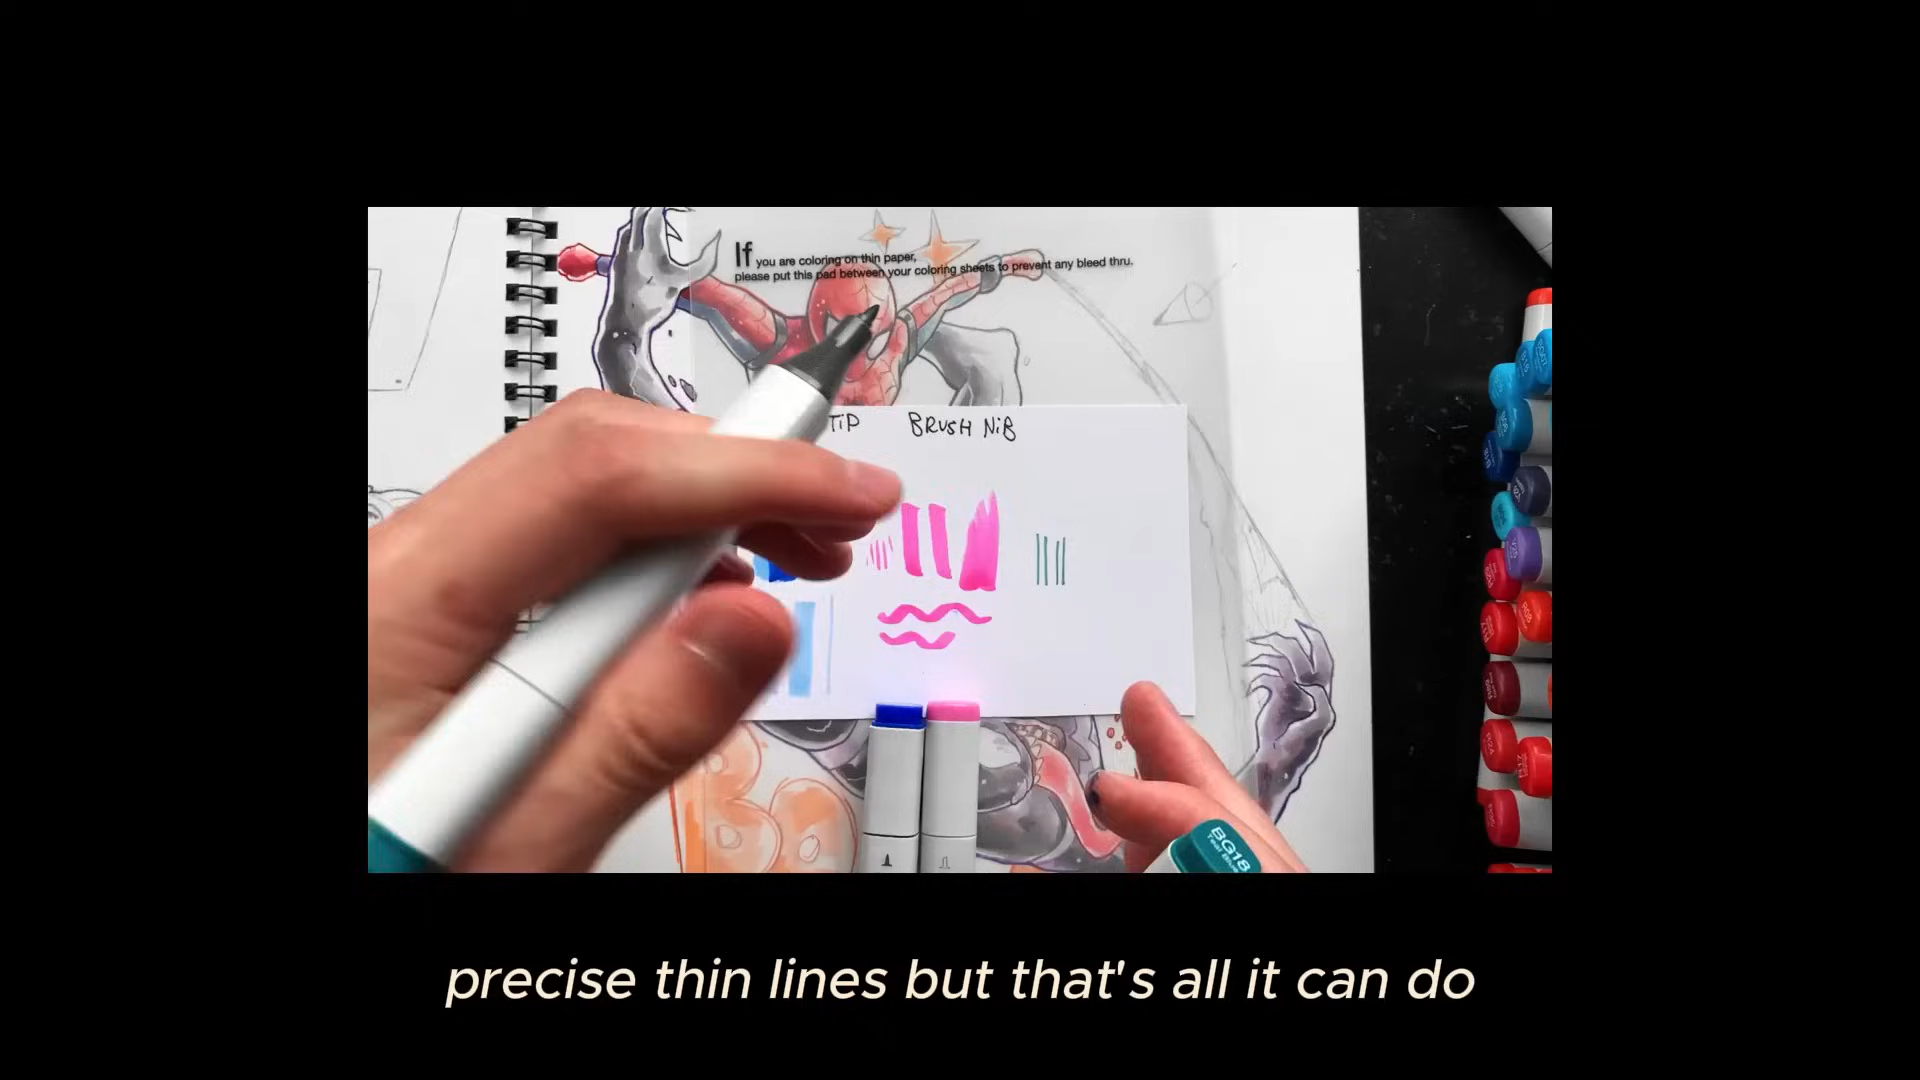 If you are coloring on thin paper,
please put this pad between your coloring sheets to prevent any bleed thru.
TiP BRUSH NiB
BG18
precise thin lines but that's all it can do